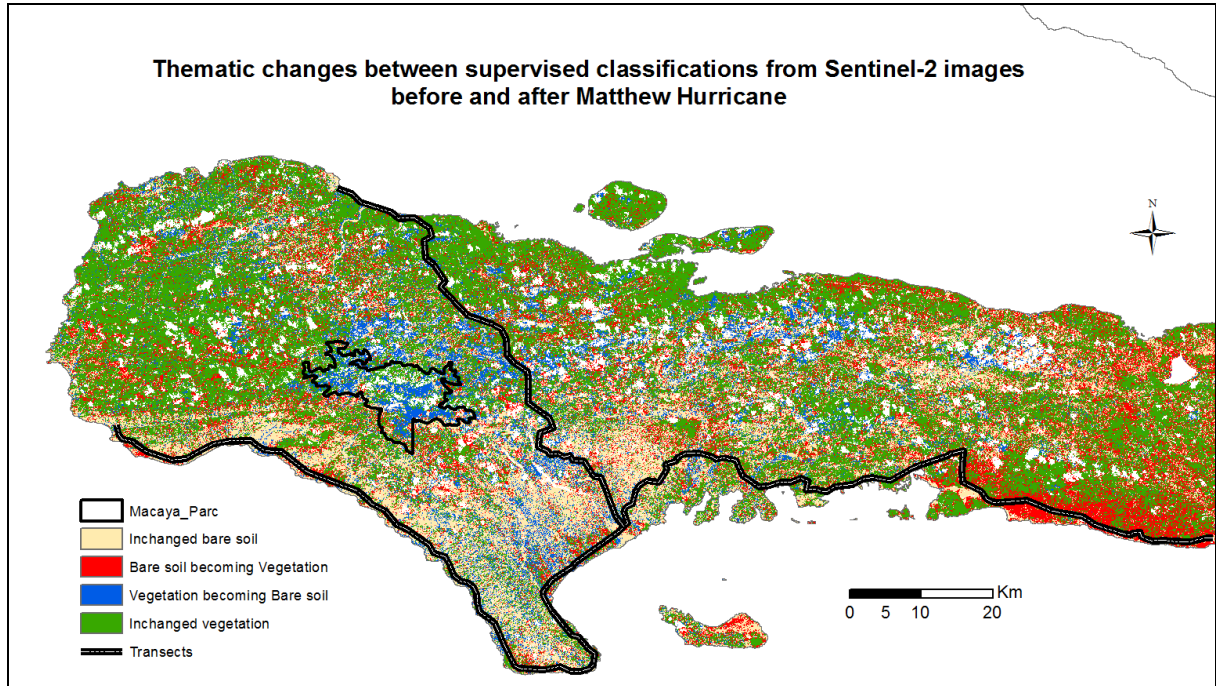 Thematic changes between supervised classifications from Sentinel-2 images
before and after Matthew Hurricane
N
Macaya_Parc
Inchanged bare soil
Bare soil becoming Vegetation
Vegetation becoming Bare soil
Inchanged vegetation
Transects
Km
0 5 10 20